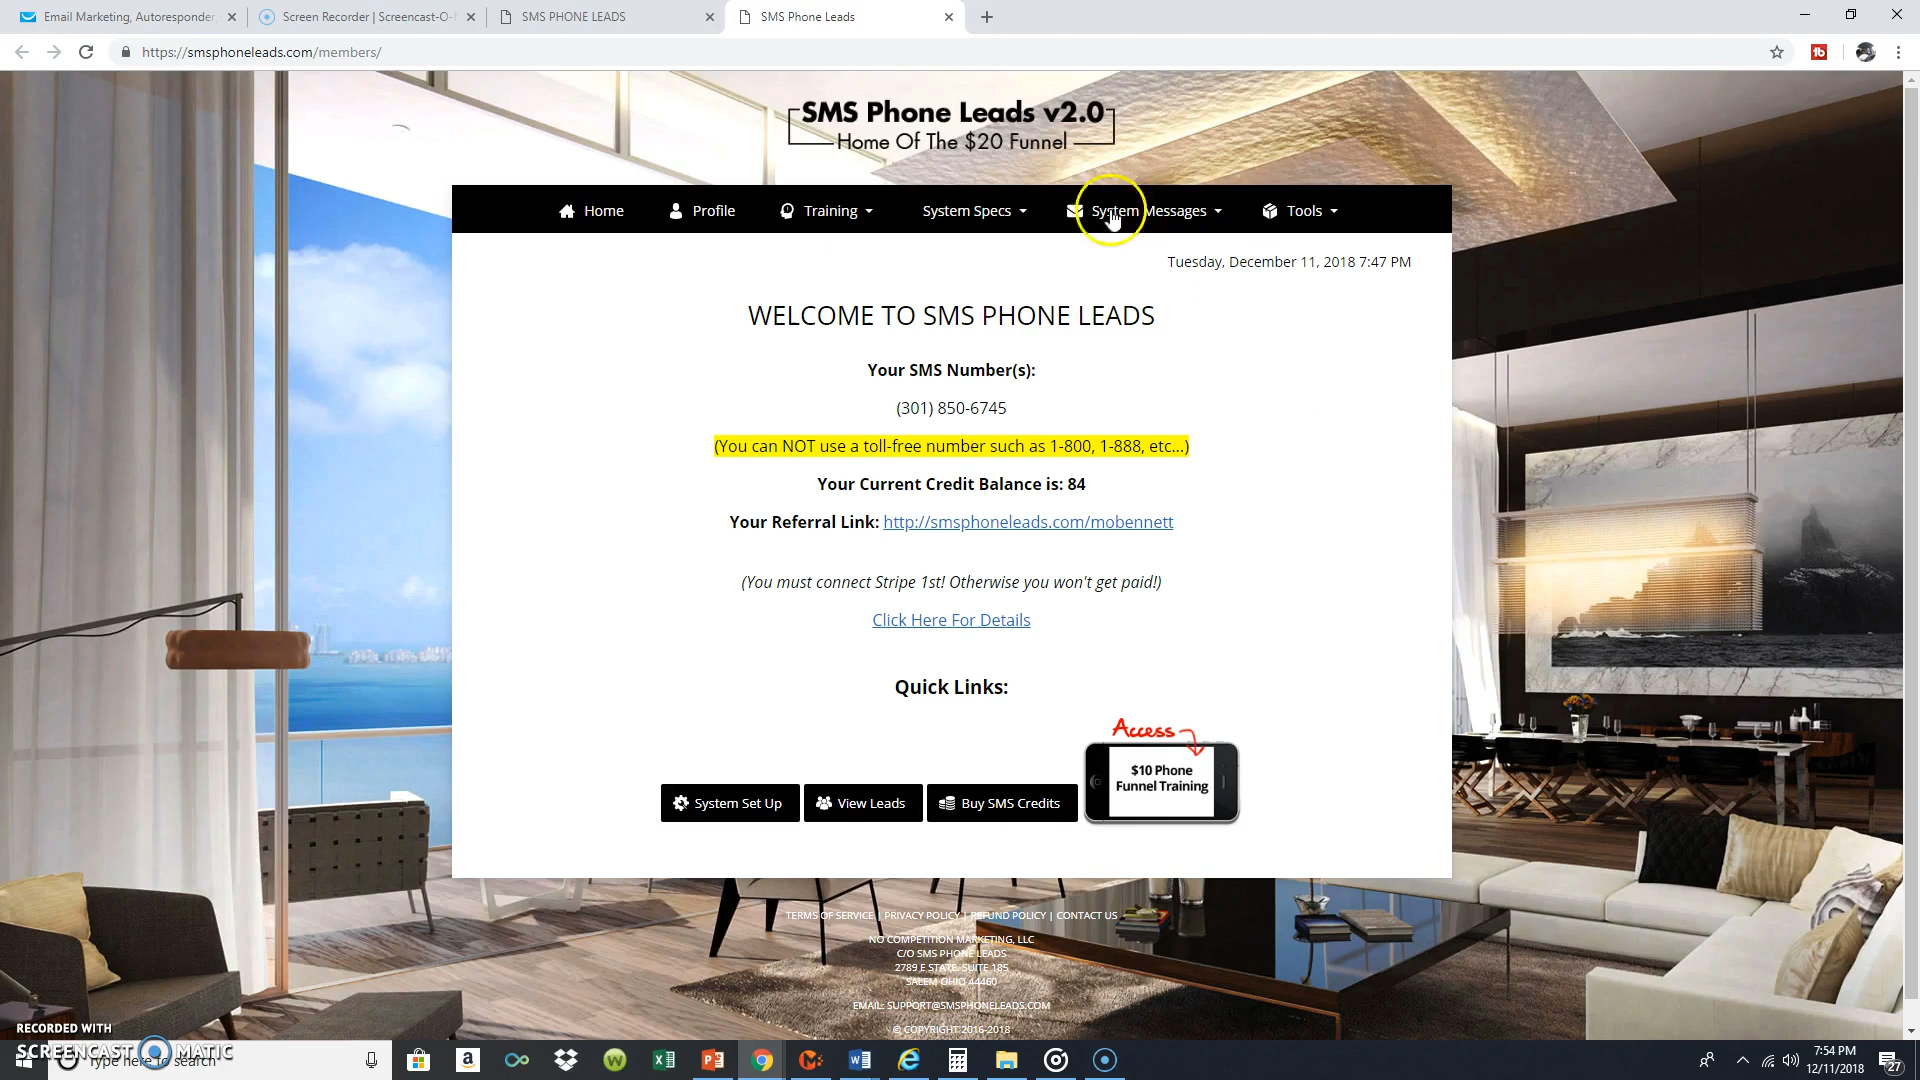 Email Marketing, Autoresponder,
Screen Recorder | Screencast-O-
SMS PHONE LEADS
SMS Phone Leads
https://smsphoneleads.com/members/
SMS Phone Leads v2.0
Home Of The $20 Funnel
Home
Profile
Training
System Specs
System Messages
Tools
Tuesday, December 11, 2018 7:47 PM
WELCOME TO SMS PHONE LEADS
Your SMS Number(s):
(301) 850-6745
(You can NOT use a toll-free number such as 1-800, 1-888, etc...)
Your Current Credit Balance is: 84
Your Referral Link: http://smsphoneleads.com/mobennett
(You must connect Stripe 1st! Otherwise you won't get paid!)
Click Here For Details
Quick Links:
Access
$10 Phone
Funnel Training
System Set Up
View Leads
Buy SMS Credits
TERMS OF SERVICE | PRIVACY POLICY | REFUND POLICY | CONTACT US
NO COMPETITION MARKETING, LLC
C/O SMS PHONE LEADS
2789 E STATE, SUITE 185
SALEM OHIO 44460
EMAIL: SUPPORT@SMSPHONELEADS.COM
© COPYRIGHT 2016-2018
RECORDED WITH
SCREENCAST MATIC
Type here to search
7:54 PM
12/11/2018
27